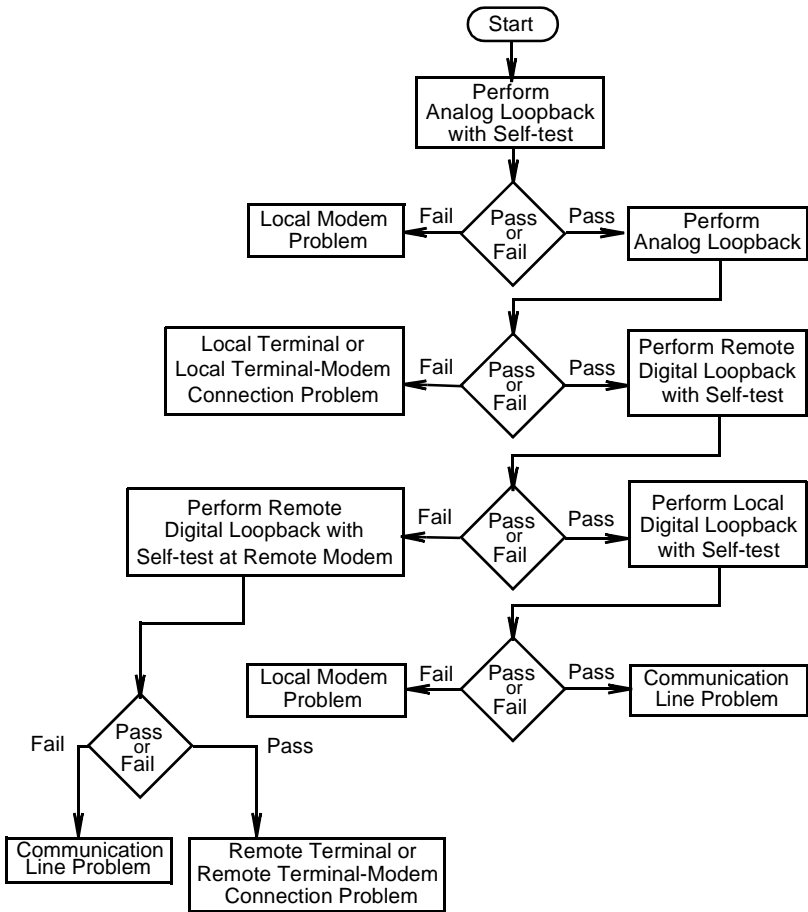 Start
Perform
Analog Loopback
with Self-test
Local Modem
Problem
Fail
Pass
or
Fail
Pass
Perform
Analog Loopback
Local Terminal or
Local Terminal-Modem
Connection Problem
Fail
Pass
or
Fail
Pass
Perform Remote
Digital Loopback
with Self-test
Perform Remote
Digital Loopback with
Self-test at Remote Modem
Fail
Pass
or
Fail
Pass
Perform Local
Digital Loopback
with Self-test
Local Modem
Problem
Fail
Pass
or
Fail
Pass
Communication
Line Problem
Fail
Pass
or
Fail
Pass
Communication
Line Problem
Remote Terminal or
Remote Terminal-Modem
Connection Problem